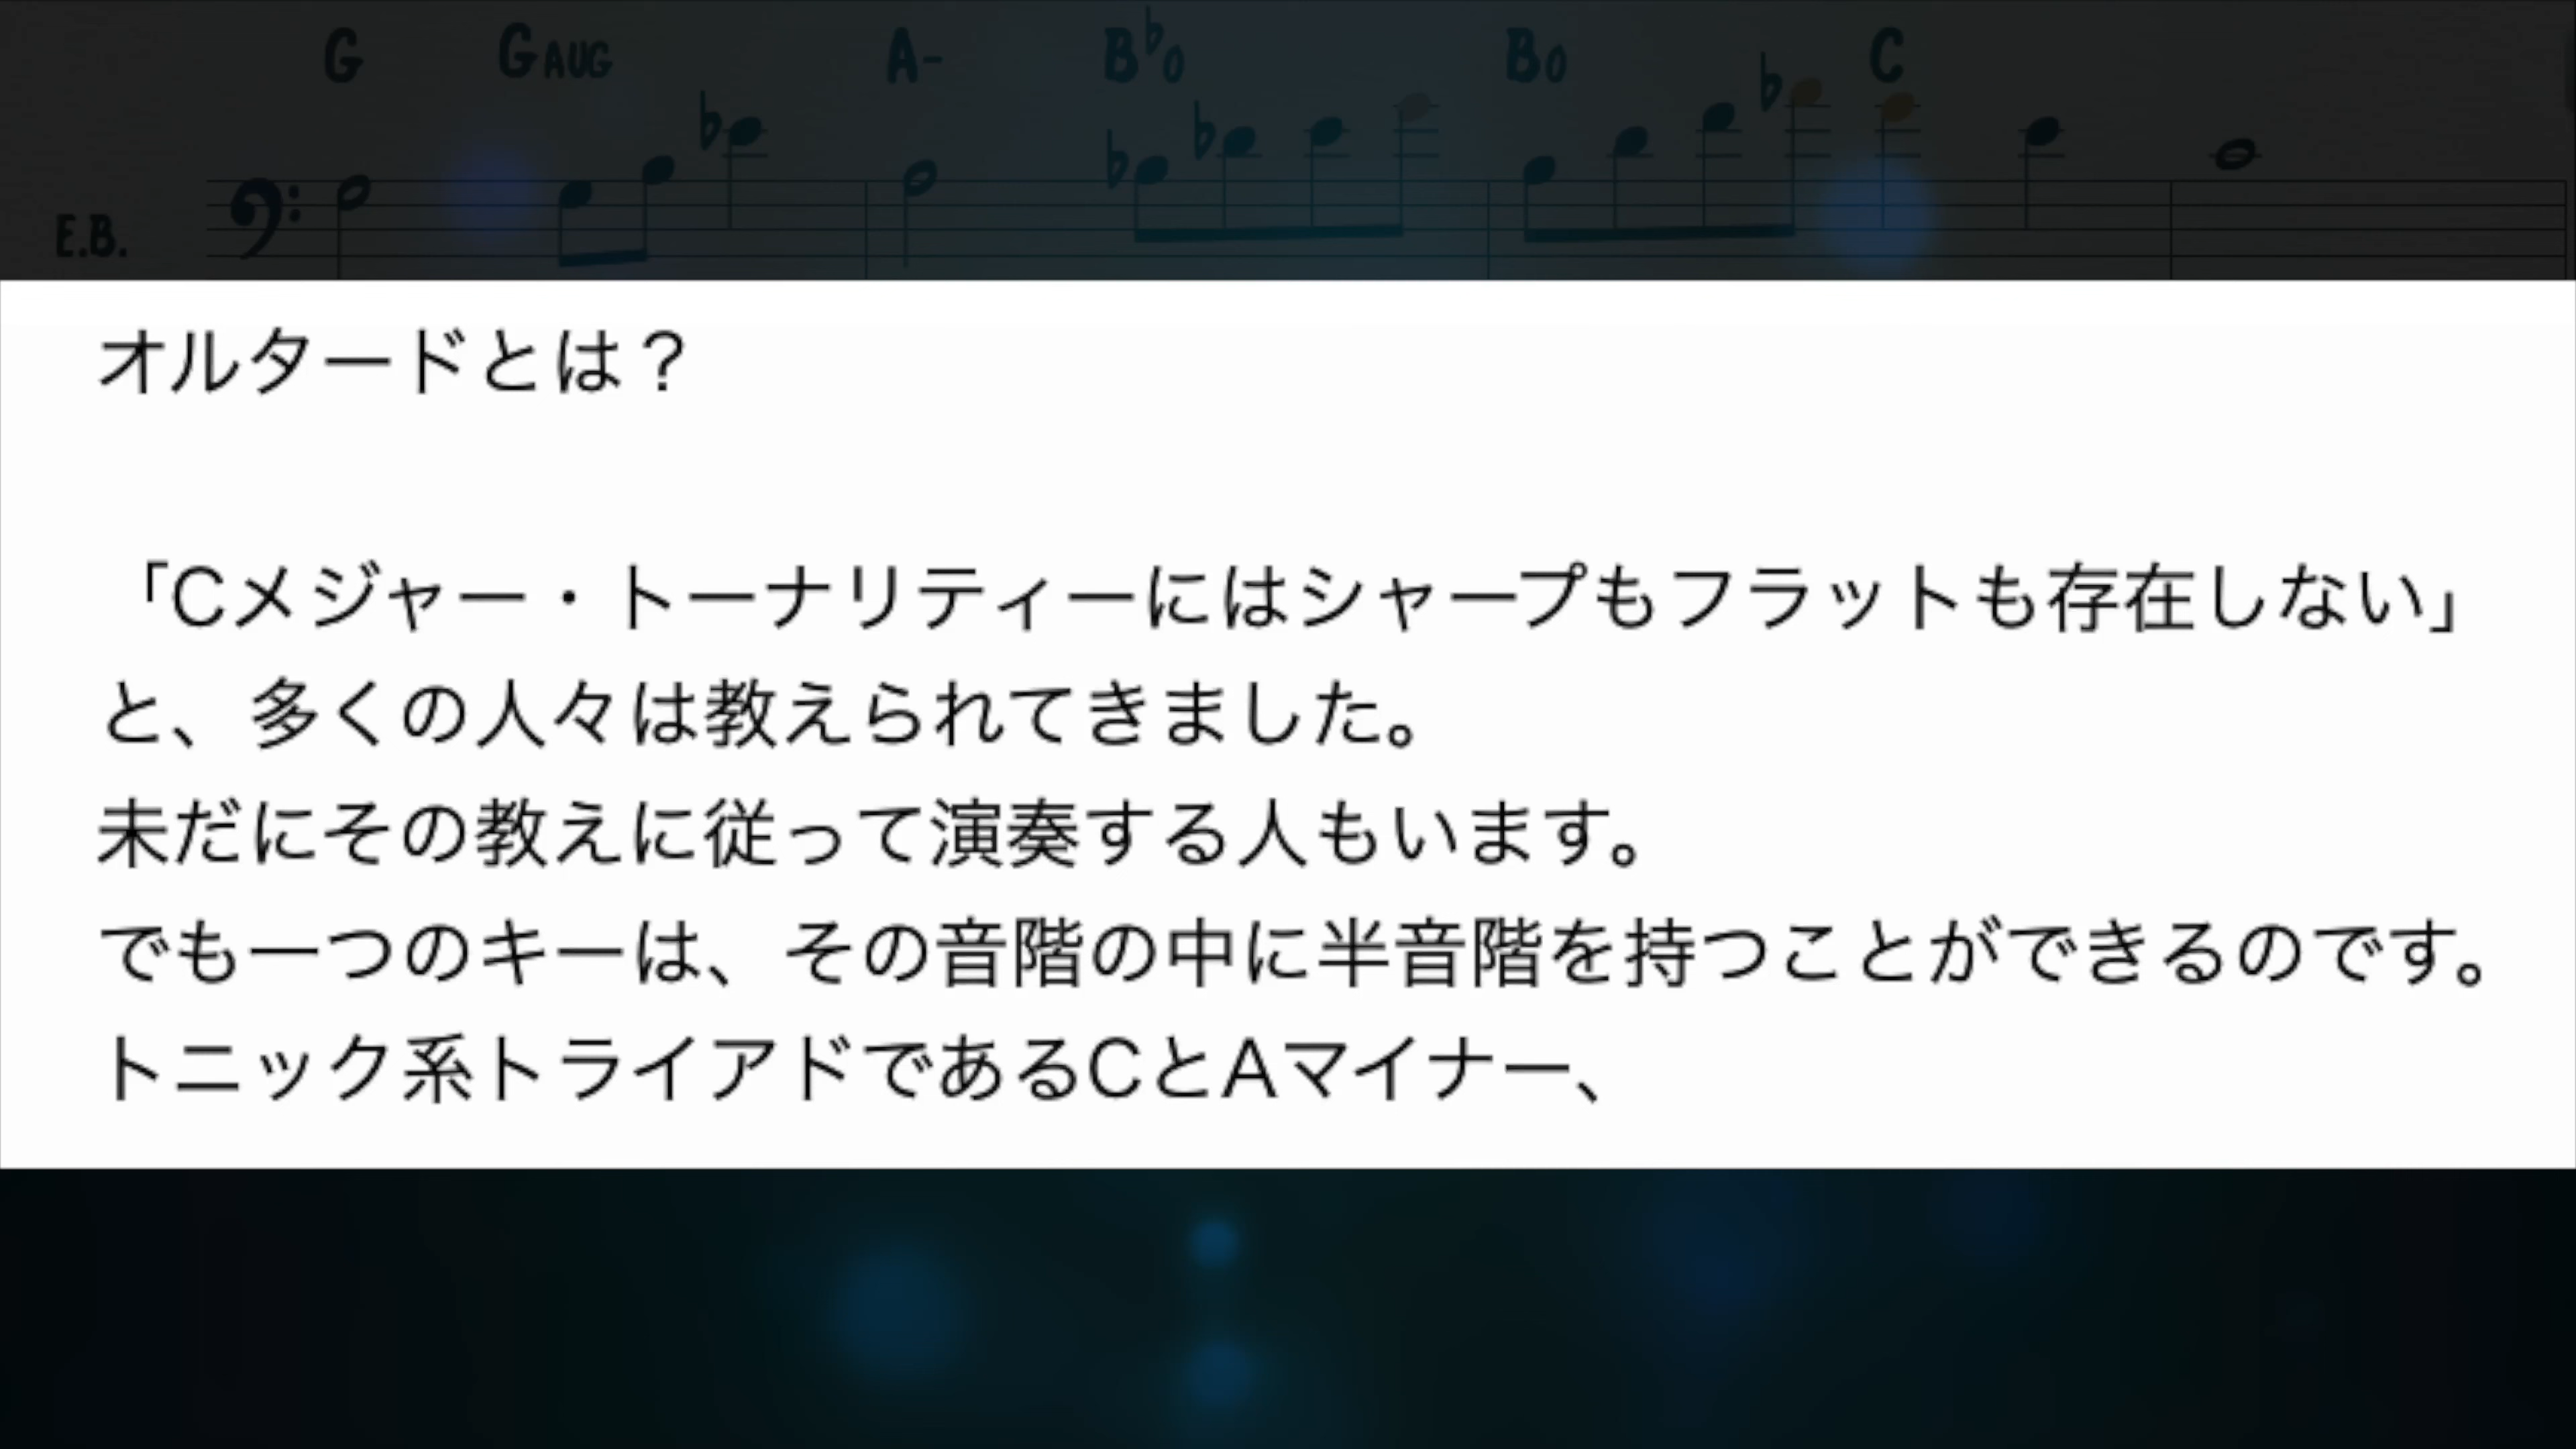 G GAUG A- B♭o Bo C
E.B.
オルタードとは？
「Cメジャー・トーナリティーにはシャープもフラットも存在しない」
と、多くの人々は教えられてきました。
未だにその教えに従って演奏する人もいます。
でも一つのキーは、その音階の中に半音階を持つことができるのです。
トニック系トライアドであるCとAマイナー、